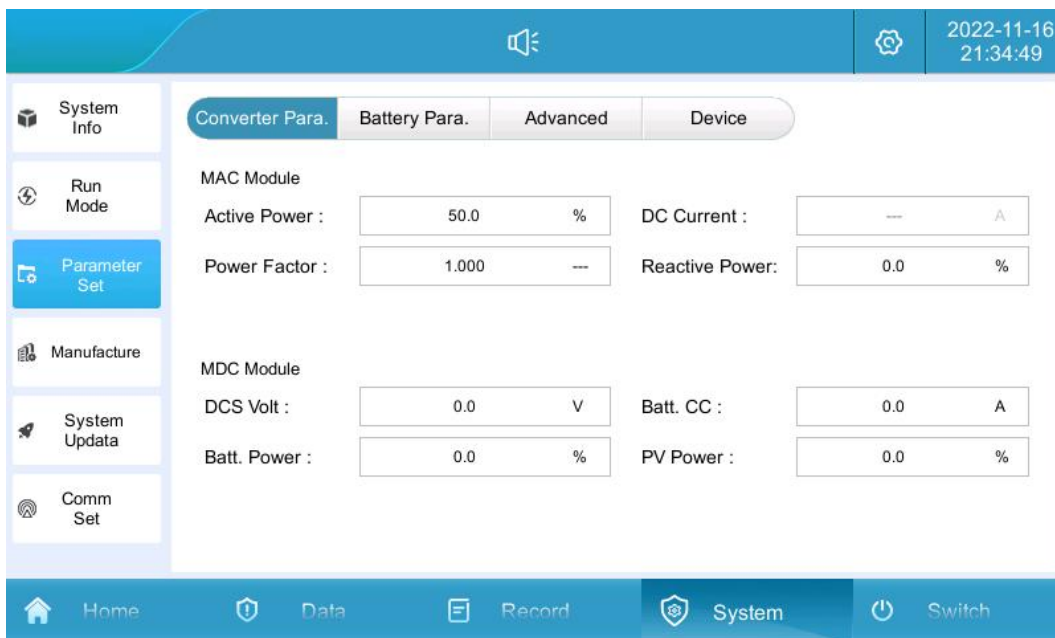 2022-11-16
21:34:49
System
Info
Run
Mode
Parameter
Set
Manufacture
System
Updata
Comm
Set
Converter Para. Battery Para. Advanced Device
MAC Module
Active Power : 50.0 % DC Current : --- A
Power Factor : 1.000 --- Reactive Power: 0.0 %
MDC Module
DCS Volt : 0.0 V Batt. CC : 0.0 A
Batt. Power : 0.0 % PV Power : 0.0 %
Home Data Record System Switch